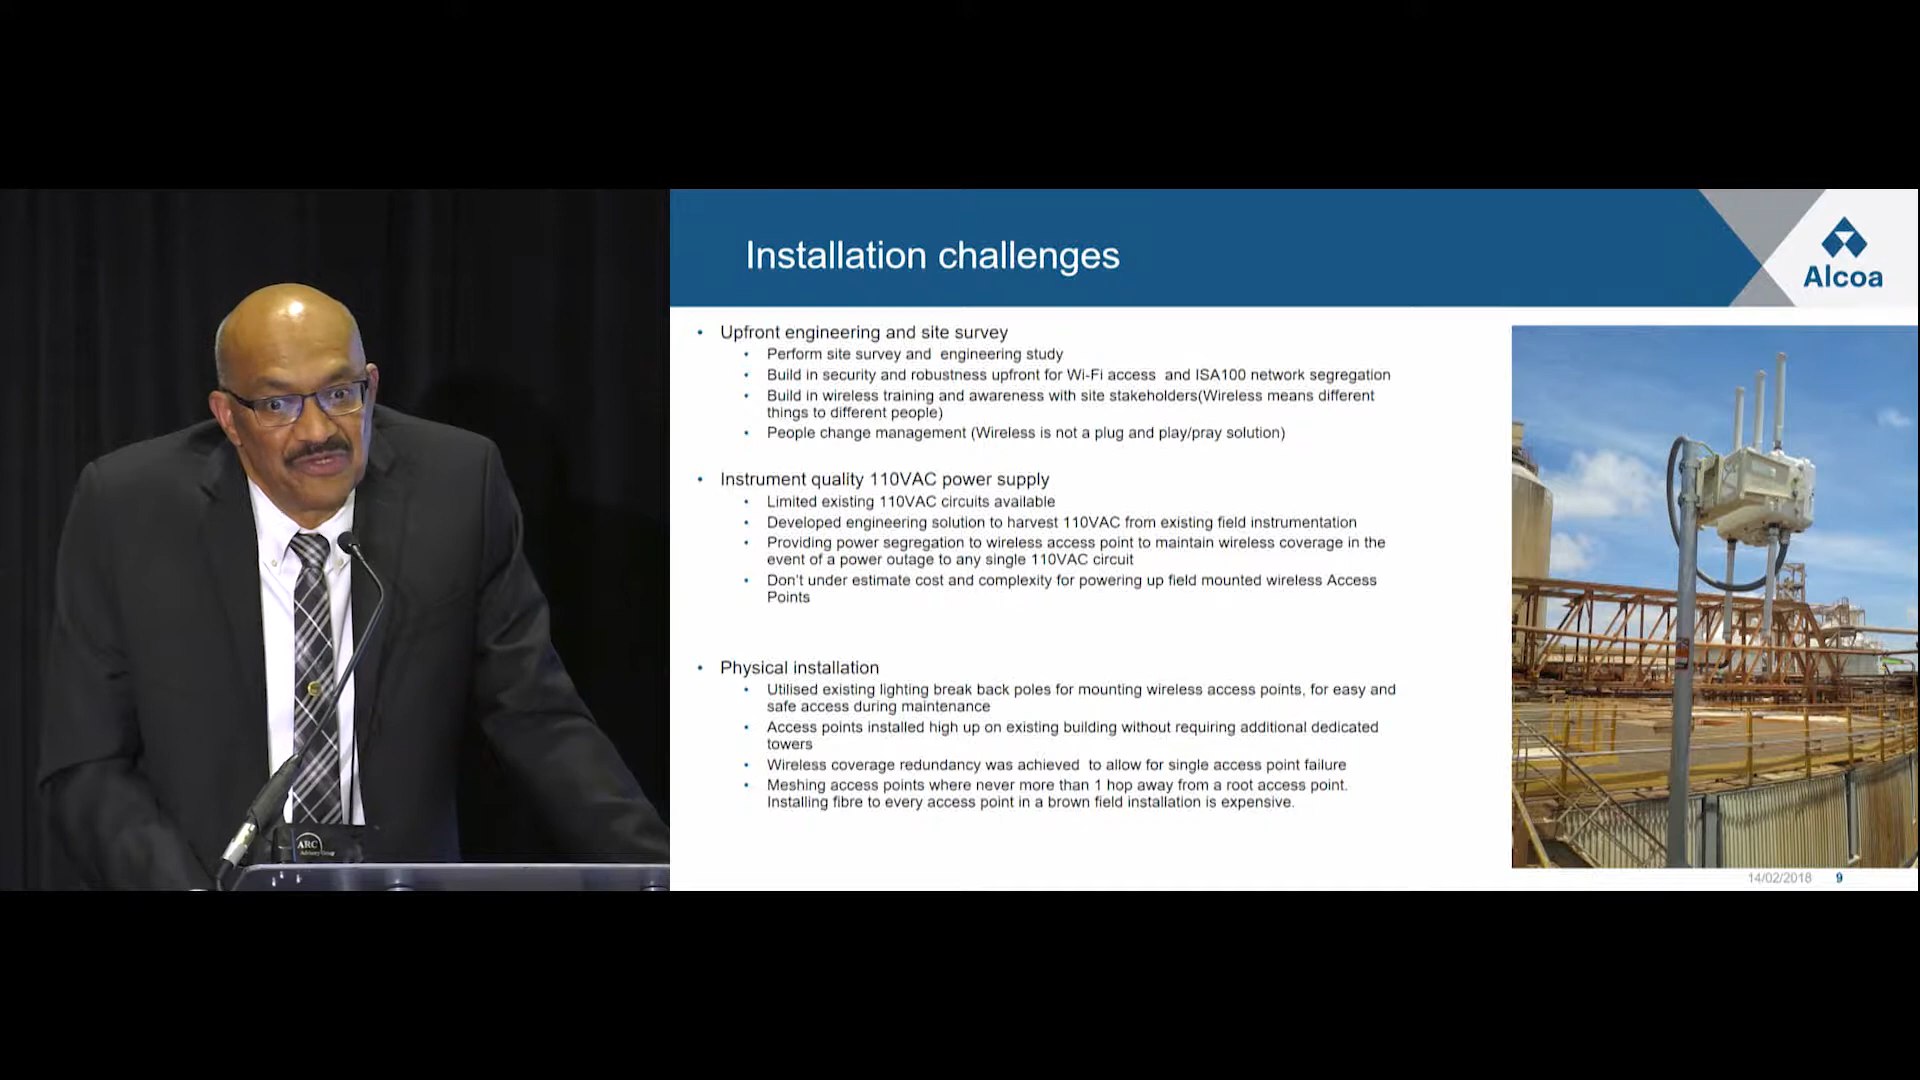 Installation challenges
Alcoa
• Upfront engineering and site survey
• Perform site survey and engineering study
• Build in security and robustness upfront for Wi-Fi access and ISA100 network segregation
• Build in wireless training and awareness with site stakeholders(Wireless means different
things to different people)
• People change management (Wireless is not a plug and play/pray solution)
• Instrument quality 110VAC power supply
• Limited existing 110VAC circuits available
• Developed engineering solution to harvest 110VAC from existing field instrumentation
• Providing power segregation to wireless access point to maintain wireless coverage in the
event of a power outage to any single 110VAC circuit
• Don't under estimate cost and complexity for powering up field mounted wireless Access
Points
• Physical installation
• Utilised existing lighting break back poles for mounting wireless access points, for easy and
safe access during maintenance
• Access points installed high up on existing building without requiring additional dedicated
towers
• Wireless coverage redundancy was achieved to allow for single access point failure
• Meshing access points where never more than 1 hop away from a root access point.
Installing fibre to every access point in a brown field installation is expensive.
14/02/2018 9
ARC
Advisory Group